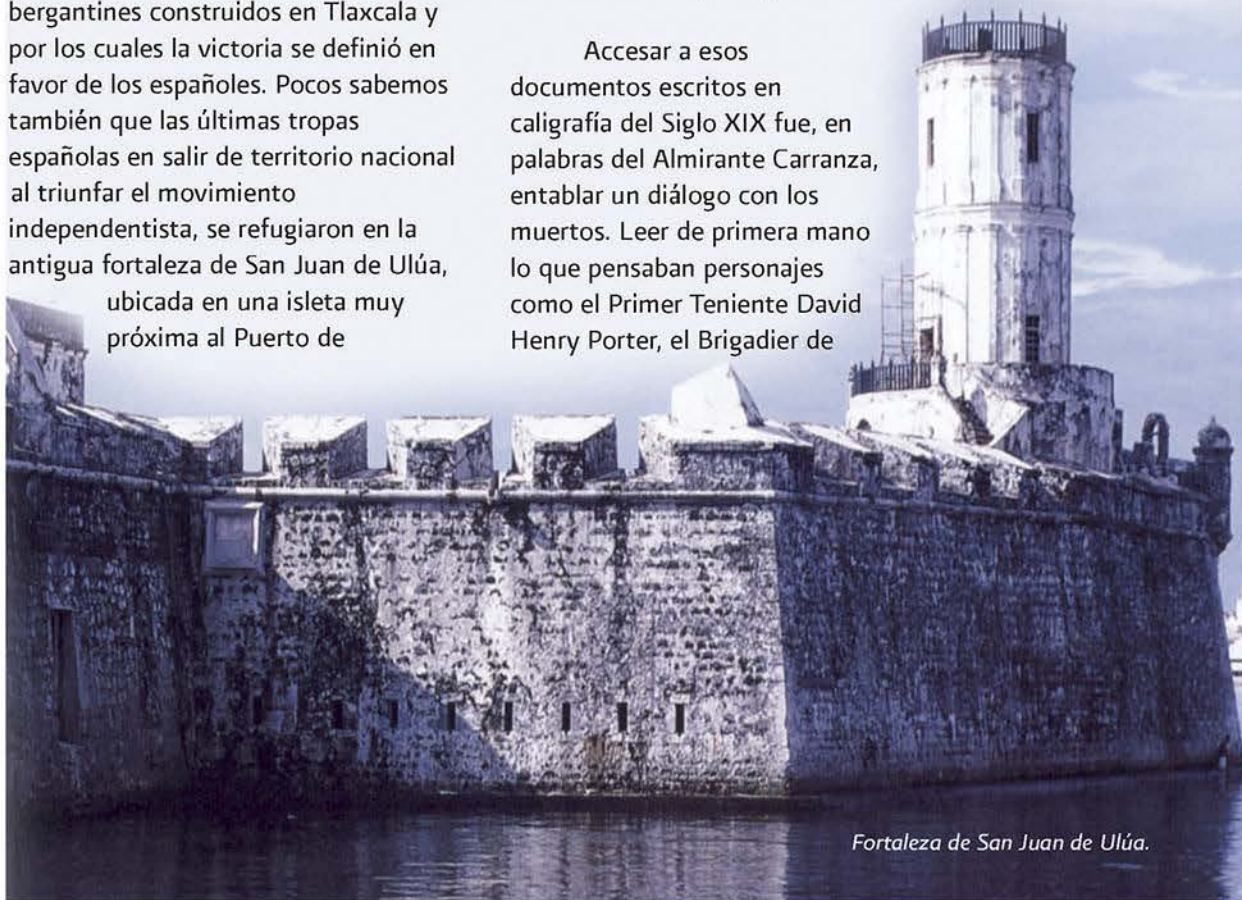 bergantines construidos en Tlaxcala y
por los cuales la victoria se definió en
favor de los españoles. Pocos sabemos
también que las últimas tropas
españolas en salir de territorio nacional
al triunfar el movimiento
independentista, se refugiaron en la
antigua fortaleza de San Juan de Ulúa,
ubicada en una isleta muy
próxima al Puerto de
Accesar a esos
documentos escritos en
caligrafía del Siglo XIX fue, en
palabras del Almirante Carranza,
entablar un diálogo con los
muertos. Leer de primera mano
lo que pensaban personajes
como el Primer Teniente David
Henry Porter, el Brigadier de
Fortaleza de San Juan de Ulúa.